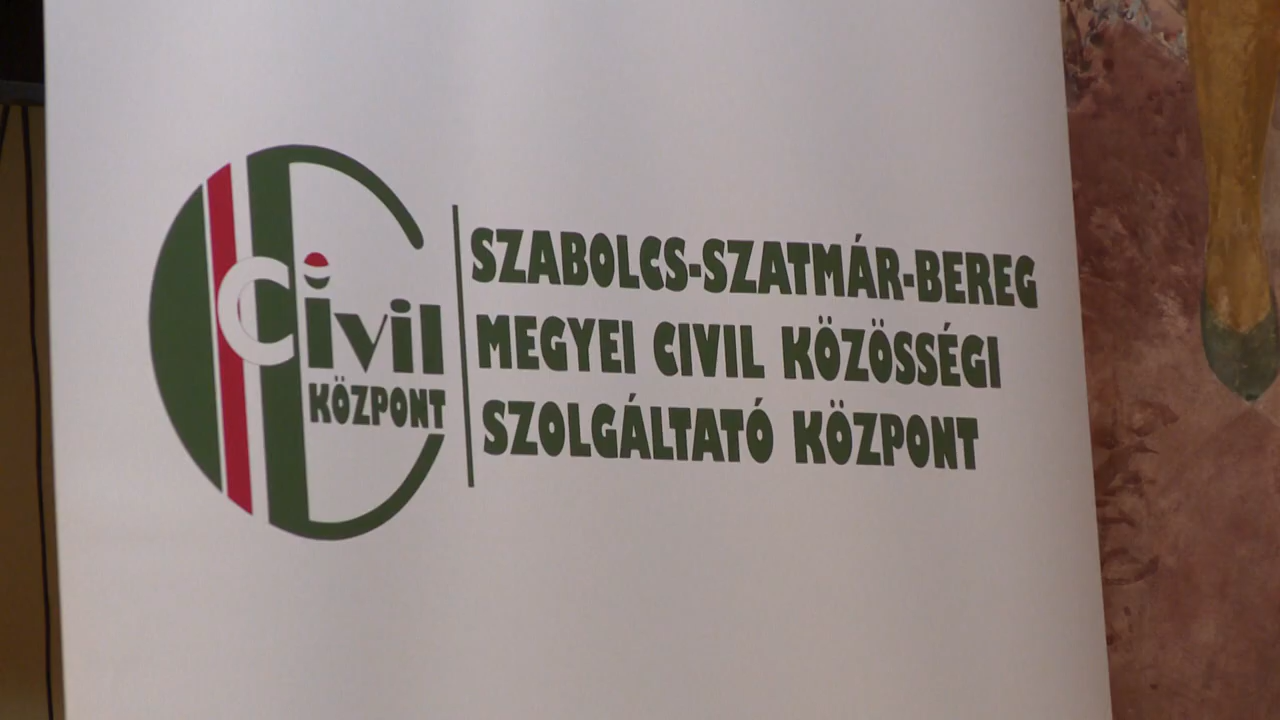 Civil
KÖZPONT
SZABOLCS-SZATMÁR-BEREG
MEGYEI CIVIL KÖZÖSSÉGI
SZOLGÁLTATÓ KÖZPONT